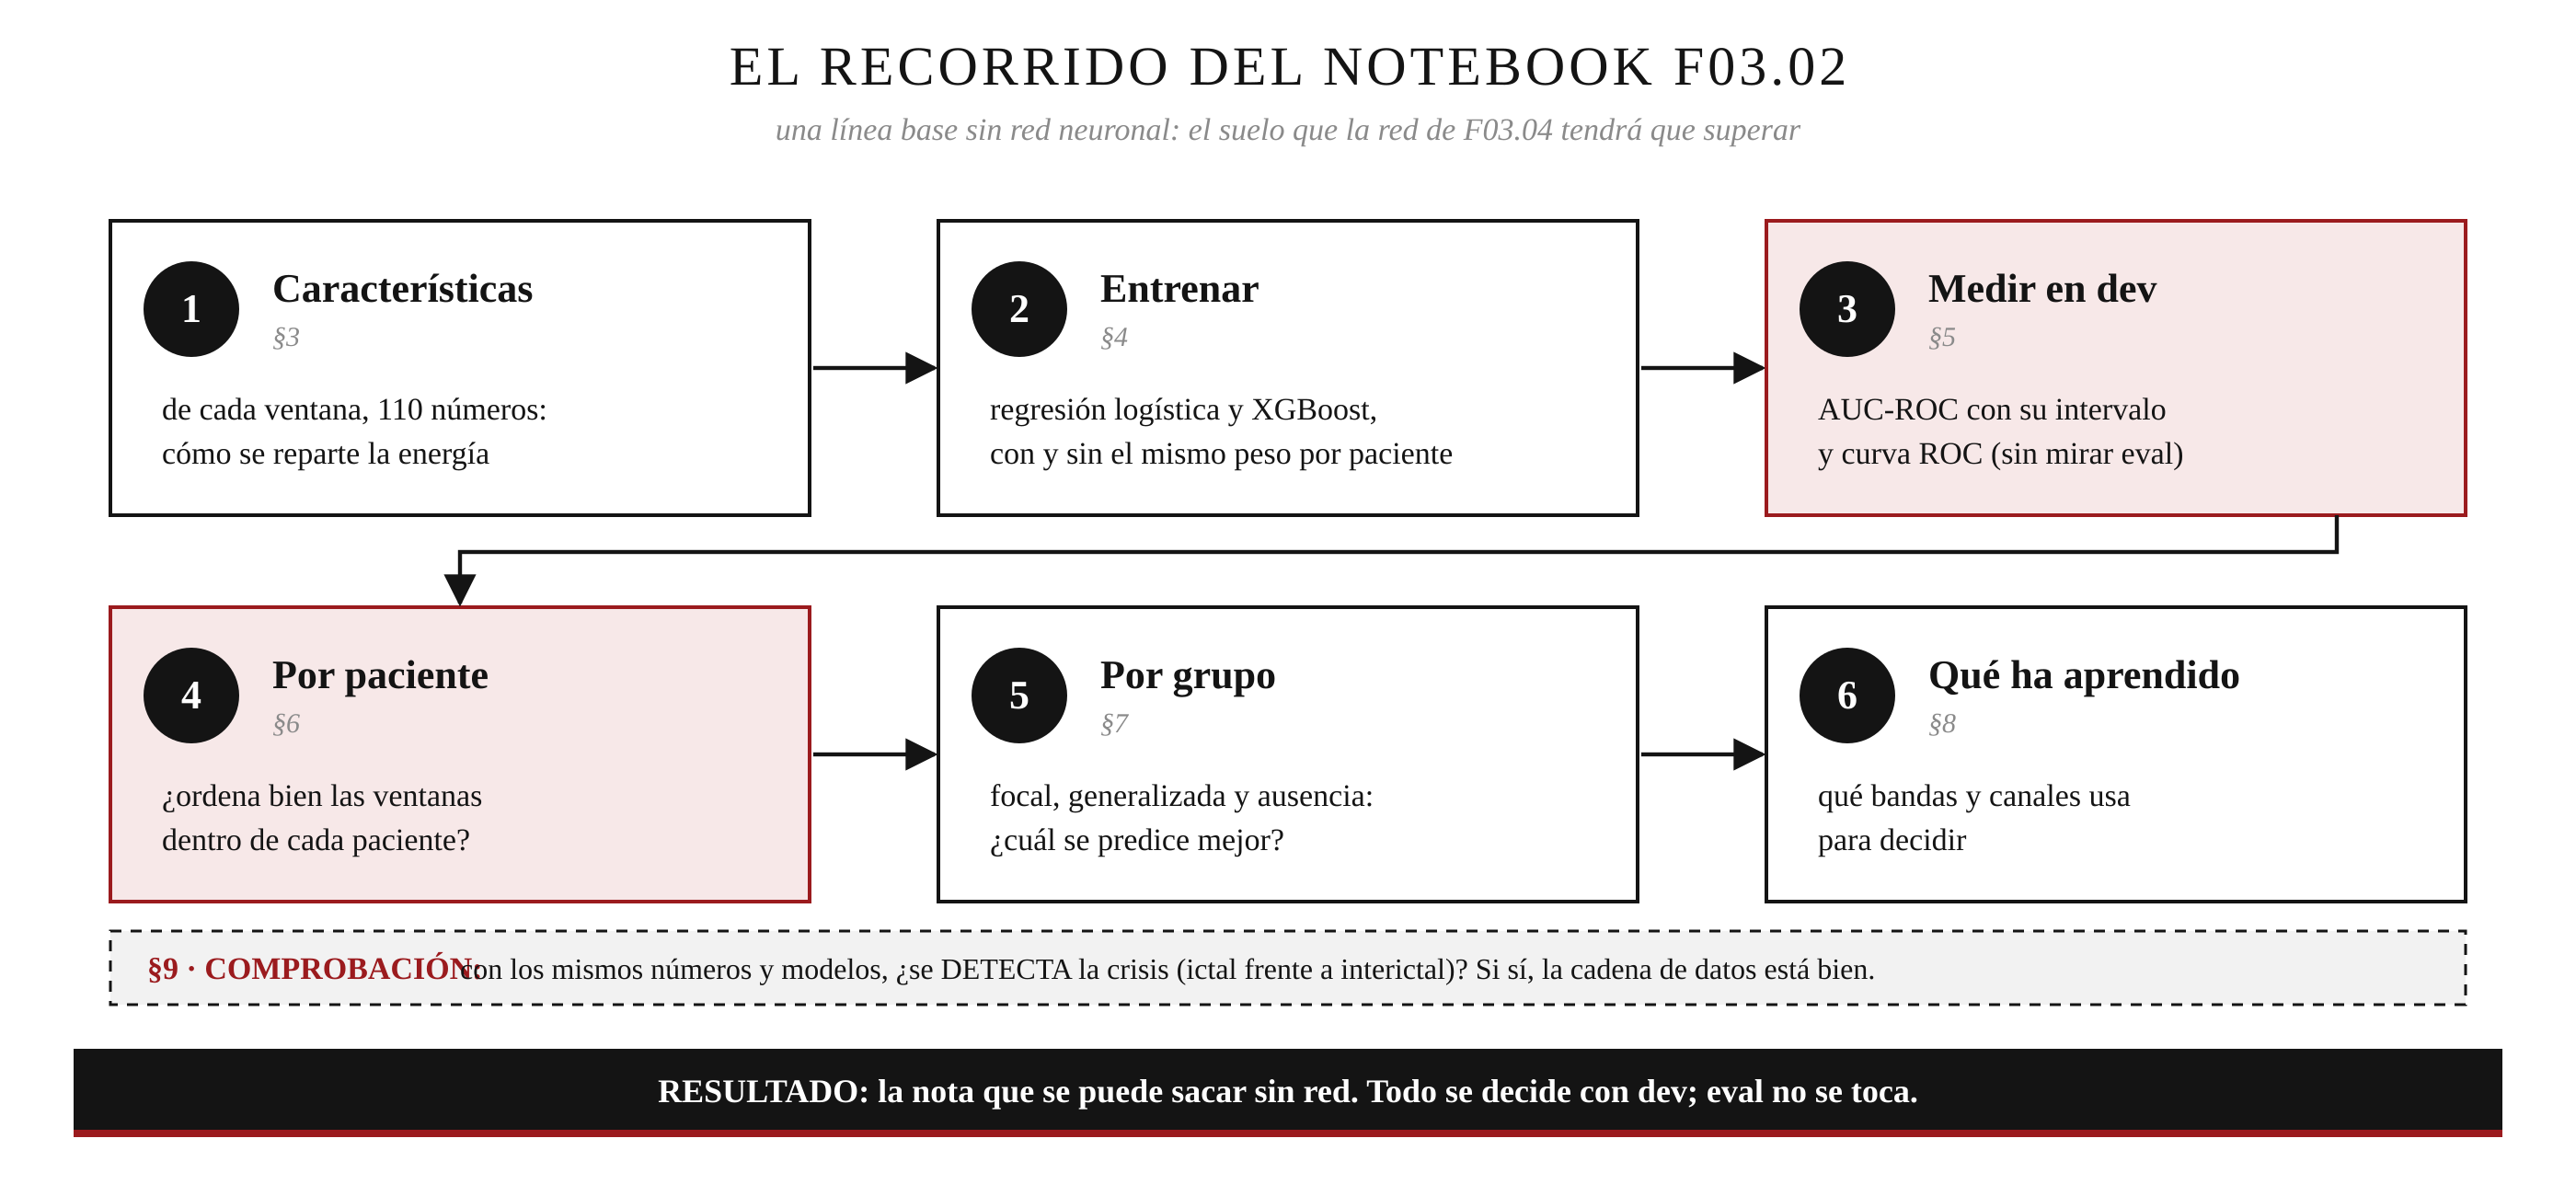 EL RECORRIDO DEL NOTEBOOK F03.02
una línea base sin red neuronal: el suelo que la red de F03.04 tendrá que superar
1
Características
§3
de cada ventana, 110 números:
cómo se reparte la energía
2
Entrenar
§4
regresión logística y XGBoost,
con y sin el mismo peso por paciente
3
Medir en dev
§5
AUC-ROC con su intervalo
y curva ROC (sin mirar eval)
4
Por paciente
§6
¿ordena bien las ventanas
dentro de cada paciente?
5
Por grupo
§7
focal, generalizada y ausencia:
¿cuál se predice mejor?
6
Qué ha aprendido
§8
qué bandas y canales usa
para decidir
§9 · COMPROBACIÓN: con los mismos números y modelos, ¿se DETECTA la crisis (ictal frente a interictal)? Si sí, la cadena de datos está bien.
RESULTADO: la nota que se puede sacar sin red. Todo se decide con dev; eval no se toca.